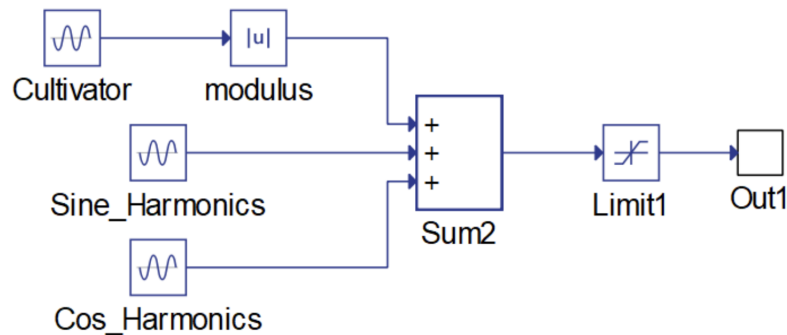 |u|
Cultivator
modulus
+
+
+
Sine_Harmonics
Sum2
Limit1
Out1
Cos_Harmonics